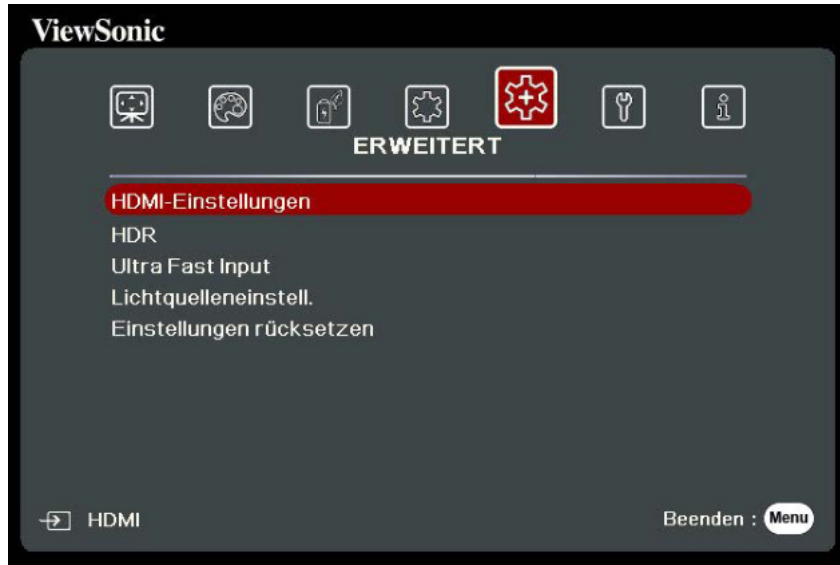 ViewSonic
ERWEITERT
HDMI-Einstellungen
HDR
Ultra Fast Input
Lichtquelleneinstell.
Einstellungen rücksetzen
HDMI
Beenden : Menu